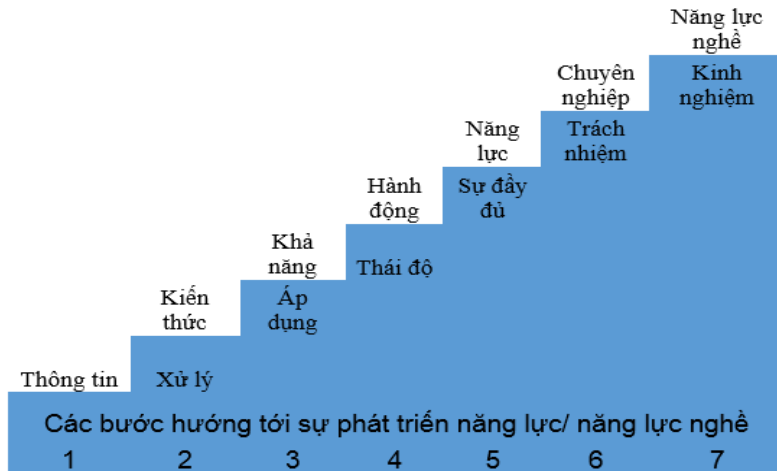 Năng lực
nghề
Chuyên
nghiệp
Kinh
nghiệm
Năng
lực
Trách
nhiệm
Hành
động
Sự đầy
đủ
Khả
năng
Thái độ
Kiến
thức
Áp
dụng
Thông tin
Xử lý
Các bước hướng tới sự phát triến năng lực/ năng lực nghề
1 2 3 4 5 6 7